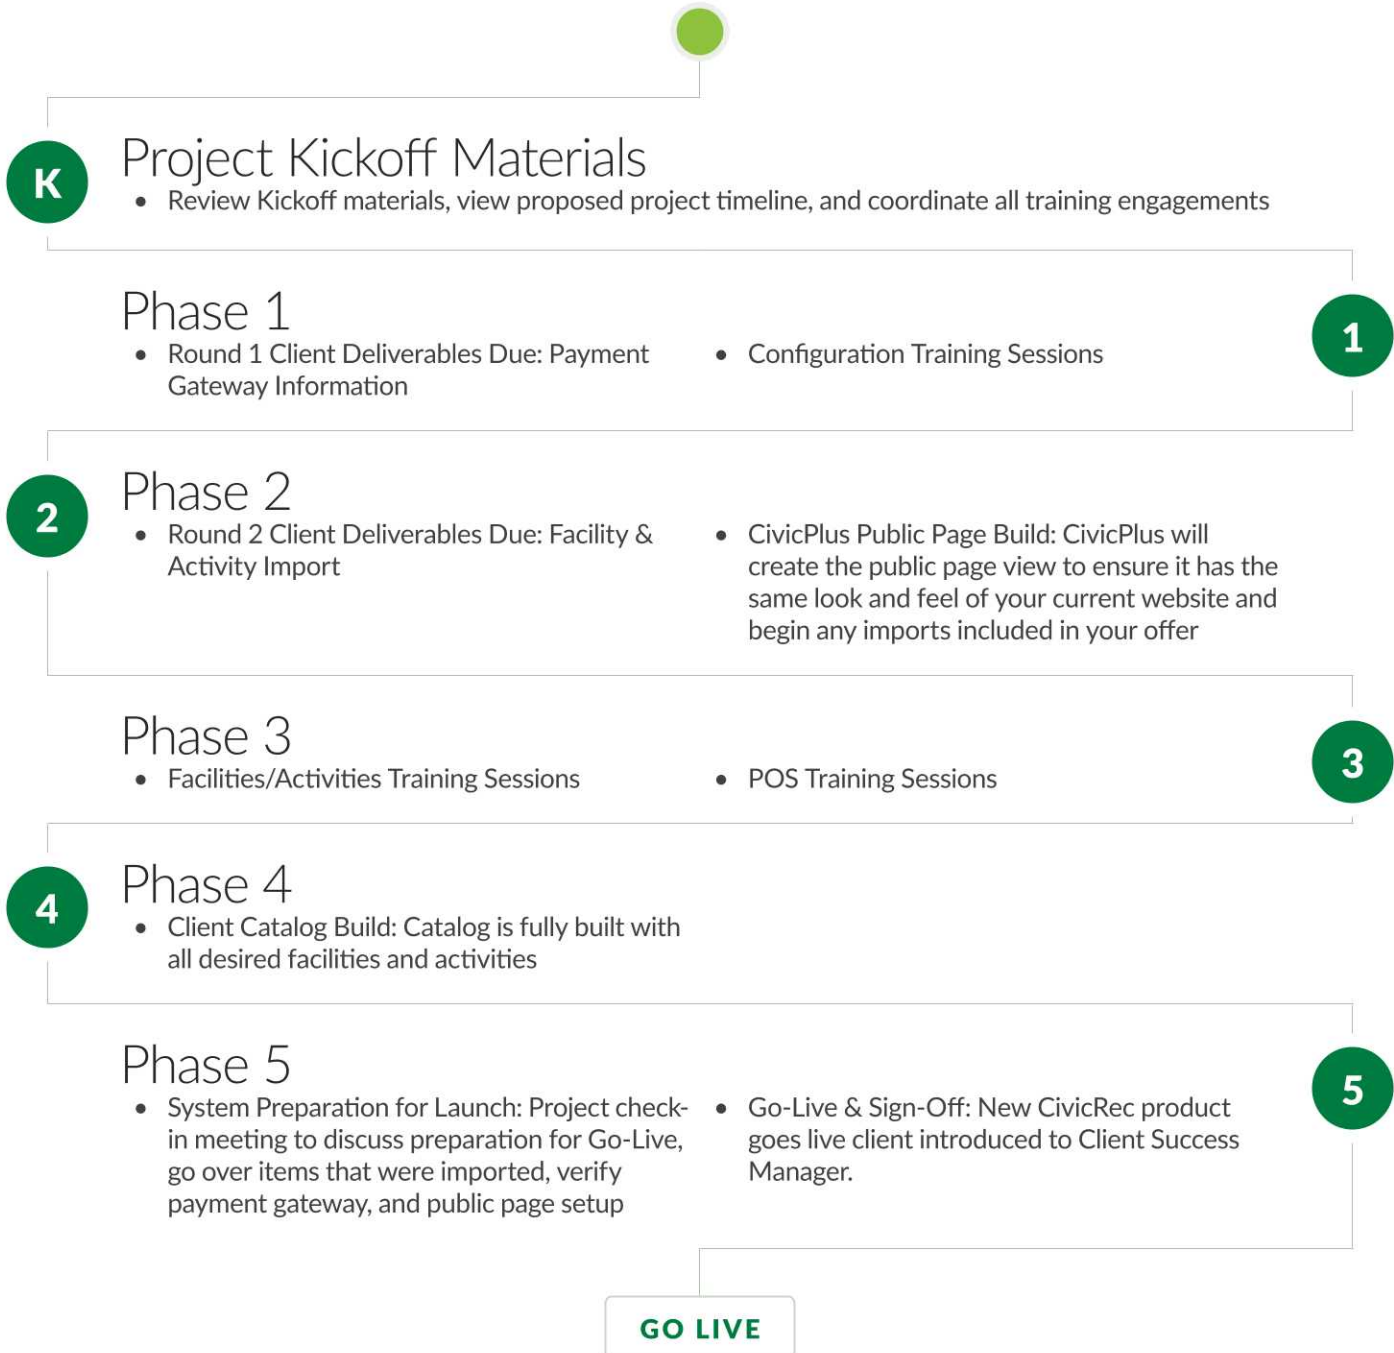 K
Project Kickoff Materials
• Review Kickoff materials, view proposed project timeline, and coordinate all training engagements
Phase 1
1
• Round 1 Client Deliverables Due: Payment
Gateway Information
• Configuration Training Sessions
2
Phase 2
• Round 2 Client Deliverables Due: Facility &
Activity Import
• CivicPlus Public Page Build: CivicPlus will
create the public page view to ensure it has the
same look and feel of your current website and
begin any imports included in your offer
Phase 3
3
• Facilities/Activities Training Sessions
• POS Training Sessions
4
Phase 4
• Client Catalog Build: Catalog is fully built with
all desired facilities and activities
Phase 5
5
• System Preparation for Launch: Project check-
in meeting to discuss preparation for Go-Live,
go over items that were imported, verify
payment gateway, and public page setup
• Go-Live & Sign-Off: New CivicRec product
goes live client introduced to Client Success
Manager.
GO LIVE